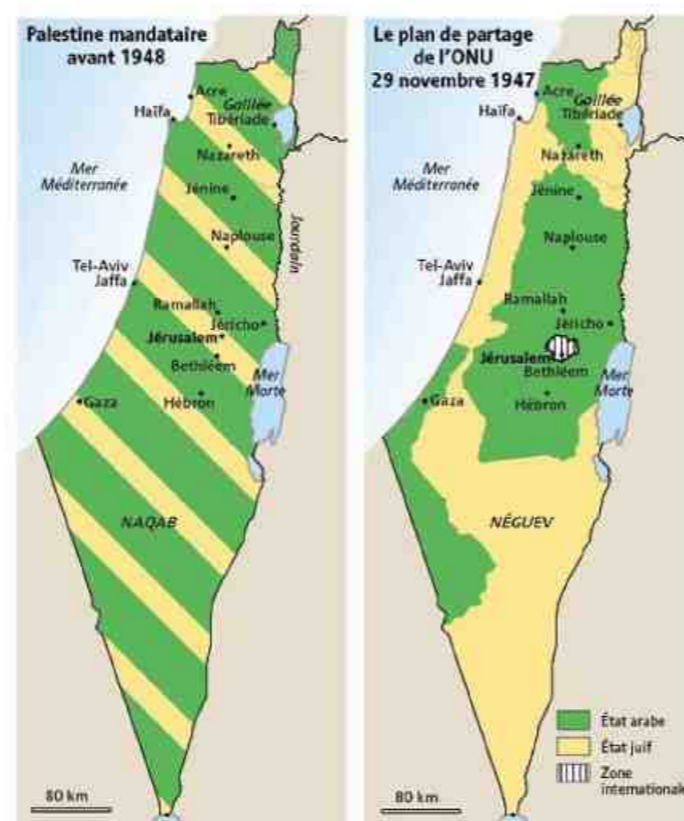 Palestine mandataire
avant 1948
Acre
Haïfa
Galilée
Tibériade
Nazareth
Mer
Méditerranée
Jénine
Jourdain
Naplouse
Tel-Aviv
Jaffa
Ramallah
Jéricho
Jérusalem
Bethléem
Mer
Morte
Gaza
Hébron
NAQAB
80 km
Le plan de partage
de l'ONU
29 novembre 1947
Acre
Haïfa
Galilée
Tibériade
Nazareth
Mer
Méditerranée
Jénine
Naplouse
Tel-Aviv
Jaffa
Ramallah
Jéricho
Jérusalem
Bethléem
Mer
Morte
Gaza
Hébron
NÉGUEV
État arabe
État juif
Zone
internationale
80 km